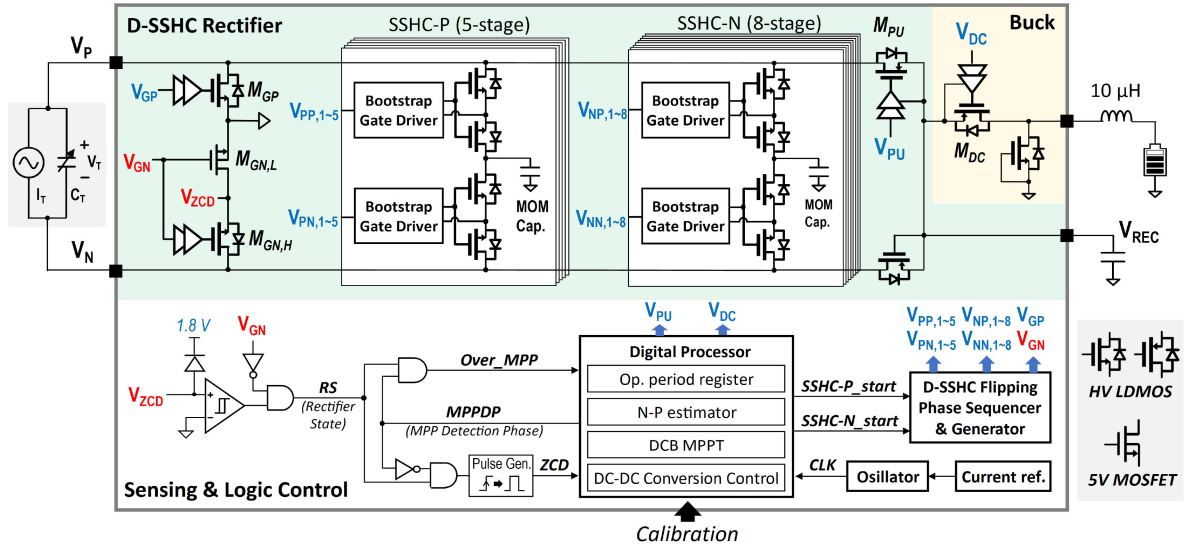 D-SSHC Rectifier
SSHC-P (5-stage)
SSHC-N (8-stage)
Buck
V_P
V_GP
M_GP
V_GN
M_GN,L
V_ZCD
M_GN,H
V_N
I_T
C_T
+
V_T
−
V_PP,1~5
Bootstrap
Gate Driver
V_PN,1~5
Bootstrap
Gate Driver
MOM
Cap.
V_NP,1~8
Bootstrap
Gate Driver
V_NN,1~8
Bootstrap
Gate Driver
MOM
Cap.
M_PU
V_PU
V_DC
M_DC
10 μH
V_REC
1.8 V
V_GN
V_ZCD
+
−
RS
(Rectifier
State)
Over_MPP
MPPDP
(MPP Detection Phase)
Pulse Gen.
ZCD
Sensing & Logic Control
V_PU
V_DC
Digital Processor
Op. period register
N-P estimator
DCB MPPT
DC-DC Conversion Control
Calibration
SSHC-P_start
SSHC-N_start
CLK
V_PP,1~5 V_NP,1~8 V_GP
V_PN,1~5 V_NN,1~8 V_GN
D-SSHC Flipping
Phase Sequencer
& Generator
Osillator
Current ref.
HV LDMOS
5V MOSFET